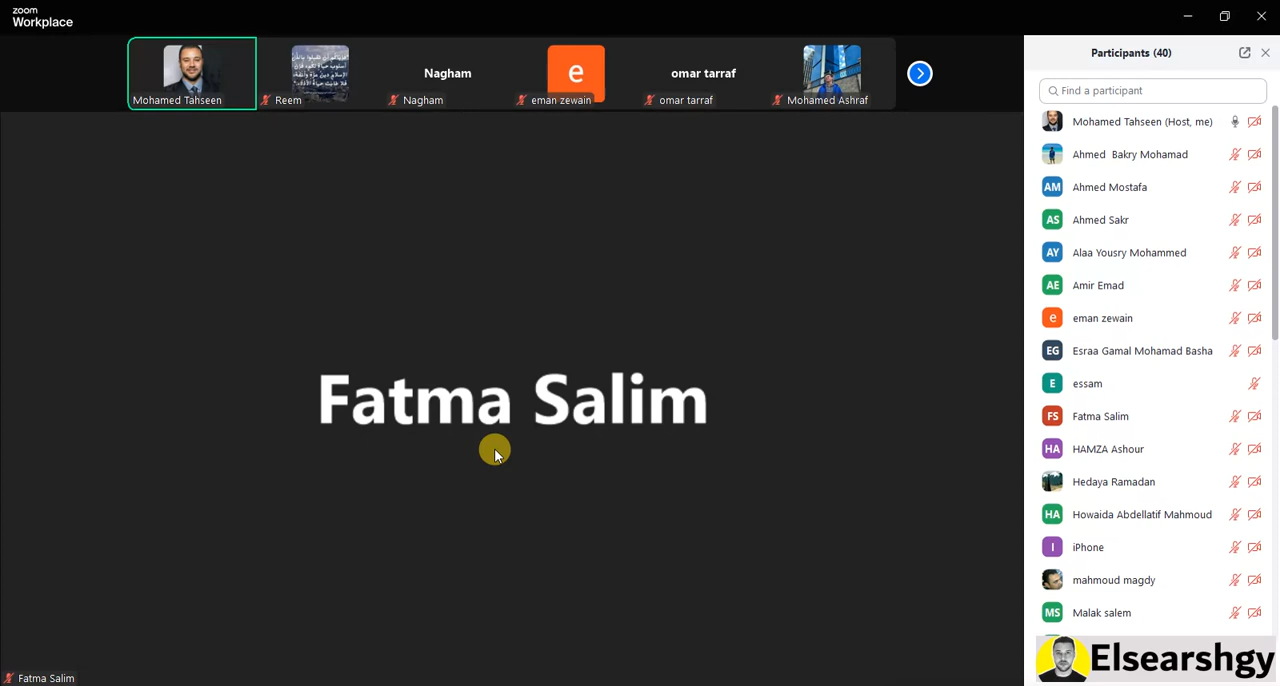 zoom
Workplace
Mohamed Tahseen
Reem
Nagham
Nagham
e
eman zewain
omar tarraf
omar tarraf
Mohamed Ashraf
Fatma Salim
Fatma Salim
Participants (40)
Find a participant
Mohamed Tahseen (Host, me)
Ahmed Bakry Mohamad
AM Ahmed Mostafa
AS Ahmed Sakr
AY Alaa Yousry Mohammed
AE Amir Emad
e eman zewain
EG Esraa Gamal Mohamad Basha
E essam
FS Fatma Salim
HA HAMZA Ashour
Hedaya Ramadan
HA Howaida Abdellatif Mahmoud
I iPhone
mahmoud magdy
MS Malak salem
Elsearshgy